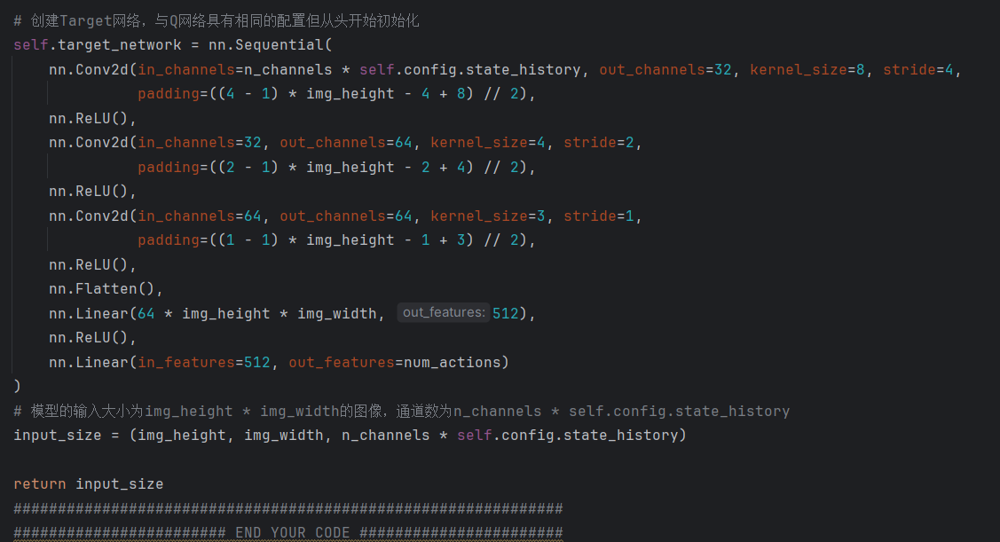 # 创建Target网络，与Q网络具有相同的配置但从头开始初始化
self.target_network = nn.Sequential(
    nn.Conv2d(in_channels=n_channels * self.config.state_history, out_channels=32, kernel_size=8, stride=4,
              padding=((4 - 1) * img_height - 4 + 8) // 2),
    nn.ReLU(),
    nn.Conv2d(in_channels=32, out_channels=64, kernel_size=4, stride=2,
              padding=((2 - 1) * img_height - 2 + 4) // 2),
    nn.ReLU(),
    nn.Conv2d(in_channels=64, out_channels=64, kernel_size=3, stride=1,
              padding=((1 - 1) * img_height - 1 + 3) // 2),
    nn.ReLU(),
    nn.Flatten(),
    nn.Linear(64 * img_height * img_width, out_features: 512),
    nn.ReLU(),
    nn.Linear(in_features=512, out_features=num_actions)
)
# 模型的输入大小为img_height * img_width的图像，通道数为n_channels * self.config.state_history
input_size = (img_height, img_width, n_channels * self.config.state_history)

return input_size
##############################################################
######################## END YOUR CODE #######################